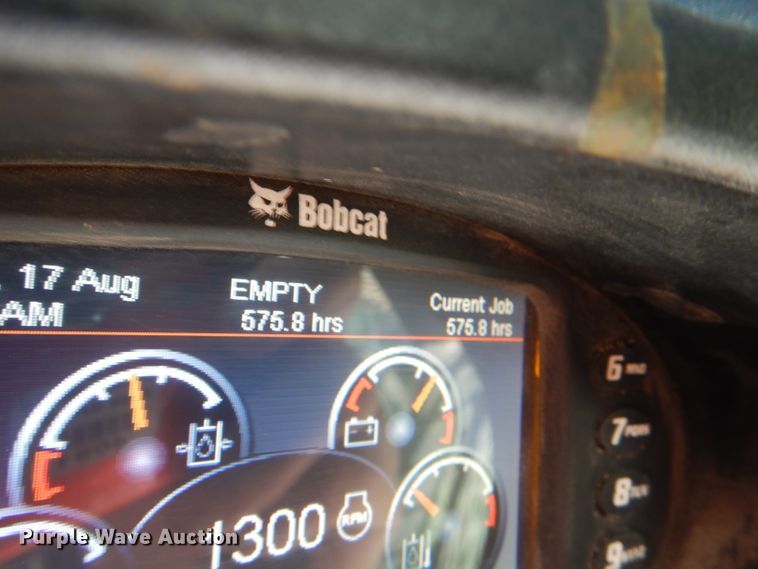 Bobcat
17 Aug
AM
EMPTY
575.8 hrs
Current Job
575.8 hrs
6 MNO
7
8
9
1300
RPM
Purple Wave Auction